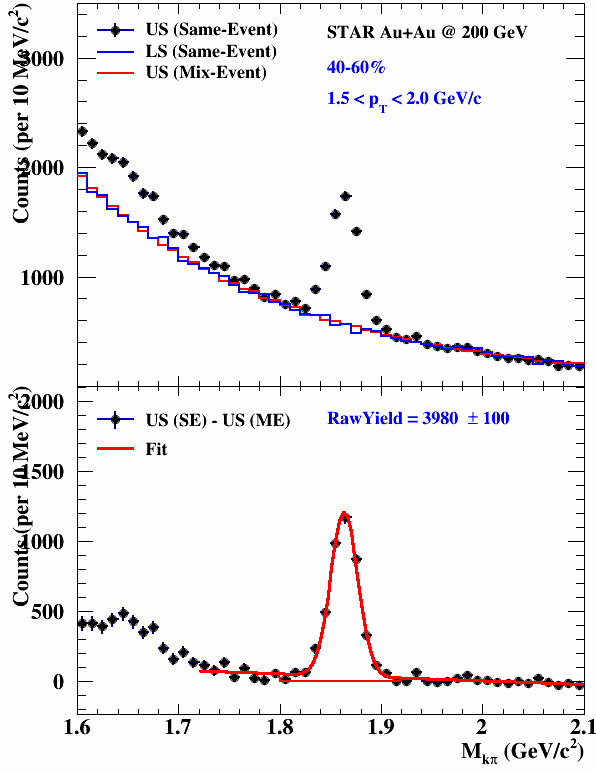 Counts (per 10 MeV/c²)
3000
2000
1000
US (Same-Event)
LS (Same-Event)
US (Mix-Event)
STAR Au+Au @ 200 GeV
40-60%
1.5 < p_T < 2.0 GeV/c
Counts (per 10 MeV/c²)
2000
1500
1000
500
0
US (SE) - US (ME)
Fit
RawYield = 3980 ± 100
1.6 1.7 1.8 1.9 2 2.1
M_kπ (GeV/c²)